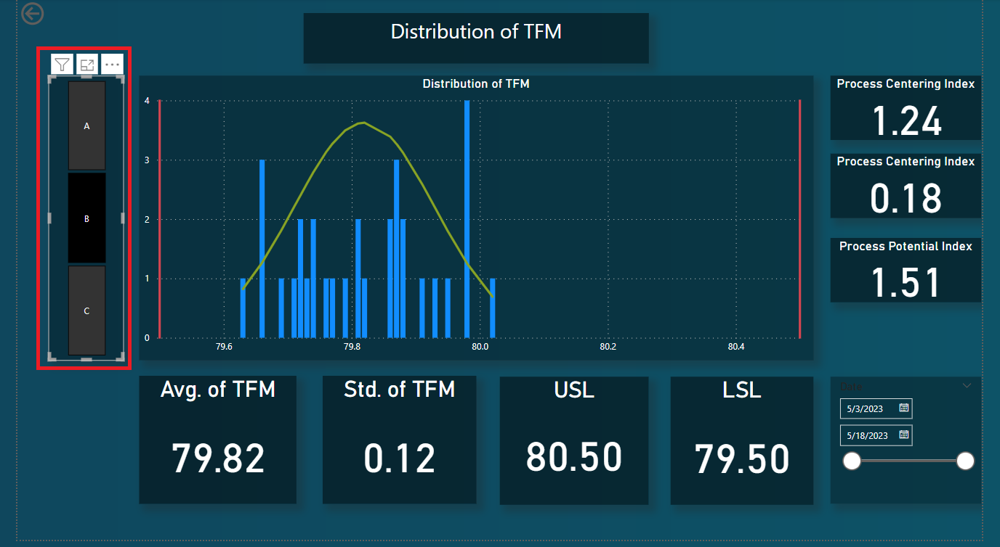 Distribution of TFM
A
B
C
Distribution of TFM
4
3
2
1
0
79.6 79.8 80.0 80.2 80.4
Process Centering Index
1.24
Process Centering Index
0.18
Process Potential Index
1.51
Avg. of TFM
79.82
Std. of TFM
0.12
USL
80.50
LSL
79.50
Date
5/3/2023
5/18/2023